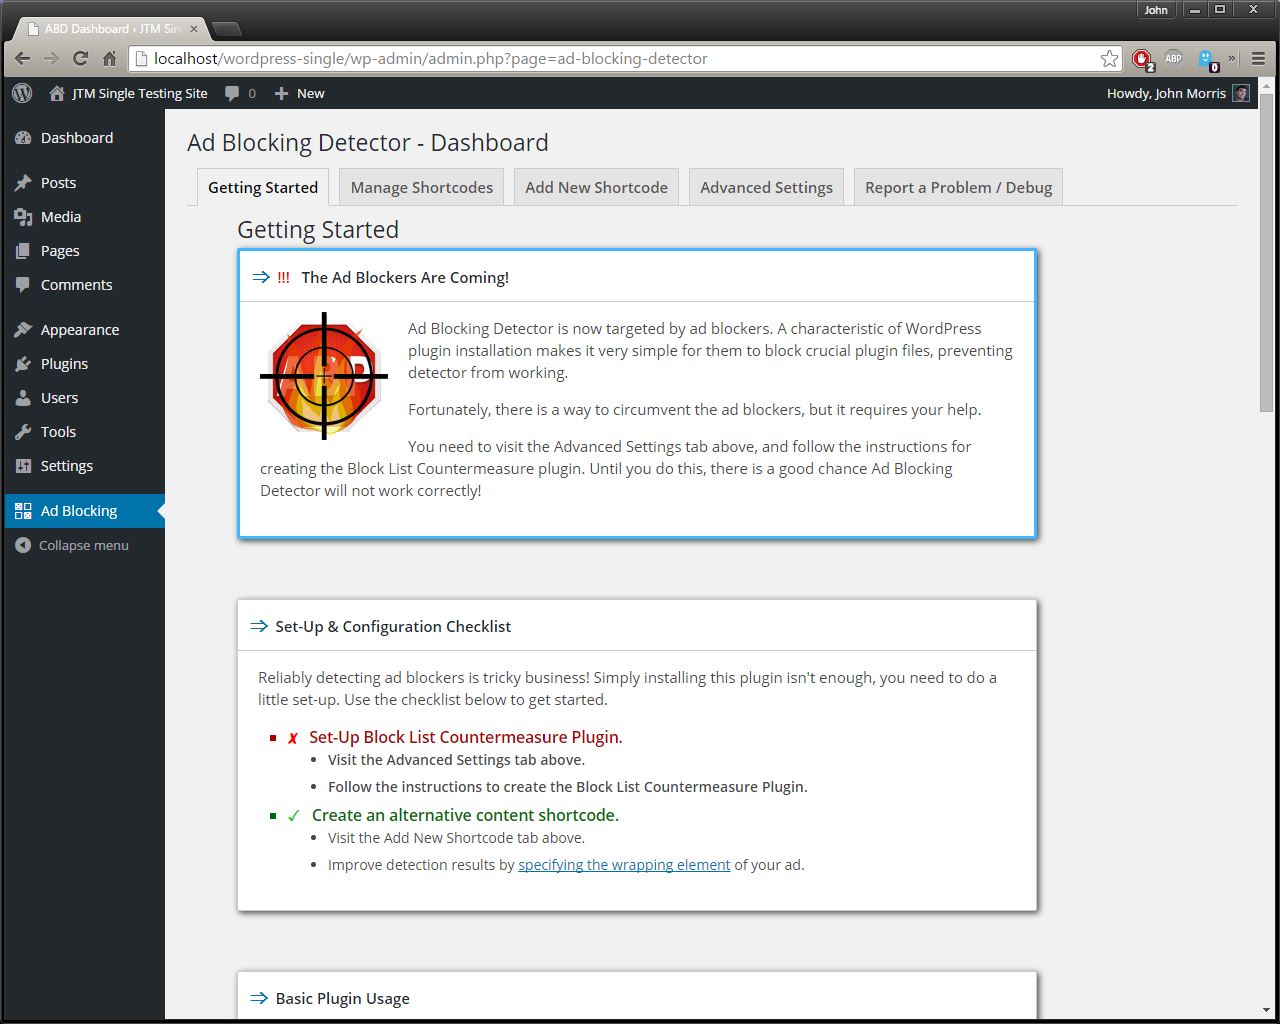 John
ABD Dashboard ‹ JTM Sin
localhost/wordpress-single/wp-admin/admin.php?page=ad-blocking-detector
2
ABP
0
»
JTM Single Testing Site
0
New
Howdy, John Morris
Dashboard
Posts
Media
Pages
Comments
Appearance
Plugins
Users
Tools
Settings
Ad Blocking
Collapse menu
Ad Blocking Detector - Dashboard
Getting Started
Manage Shortcodes
Add New Shortcode
Advanced Settings
Report a Problem / Debug
Getting Started
!!! The Ad Blockers Are Coming!
ABD
Ad Blocking Detector is now targeted by ad blockers. A characteristic of WordPress
plugin installation makes it very simple for them to block crucial plugin files, preventing
detector from working.
Fortunately, there is a way to circumvent the ad blockers, but it requires your help.
You need to visit the Advanced Settings tab above, and follow the instructions for
creating the Block List Countermeasure plugin. Until you do this, there is a good chance Ad Blocking
Detector will not work correctly!
Set-Up & Configuration Checklist
Reliably detecting ad blockers is tricky business! Simply installing this plugin isn't enough, you need to do a
little set-up. Use the checklist below to get started.
✗ Set-Up Block List Countermeasure Plugin.
Visit the Advanced Settings tab above.
Follow the instructions to create the Block List Countermeasure Plugin.
✓ Create an alternative content shortcode.
Visit the Add New Shortcode tab above.
Improve detection results by specifying the wrapping element of your ad.
Basic Plugin Usage